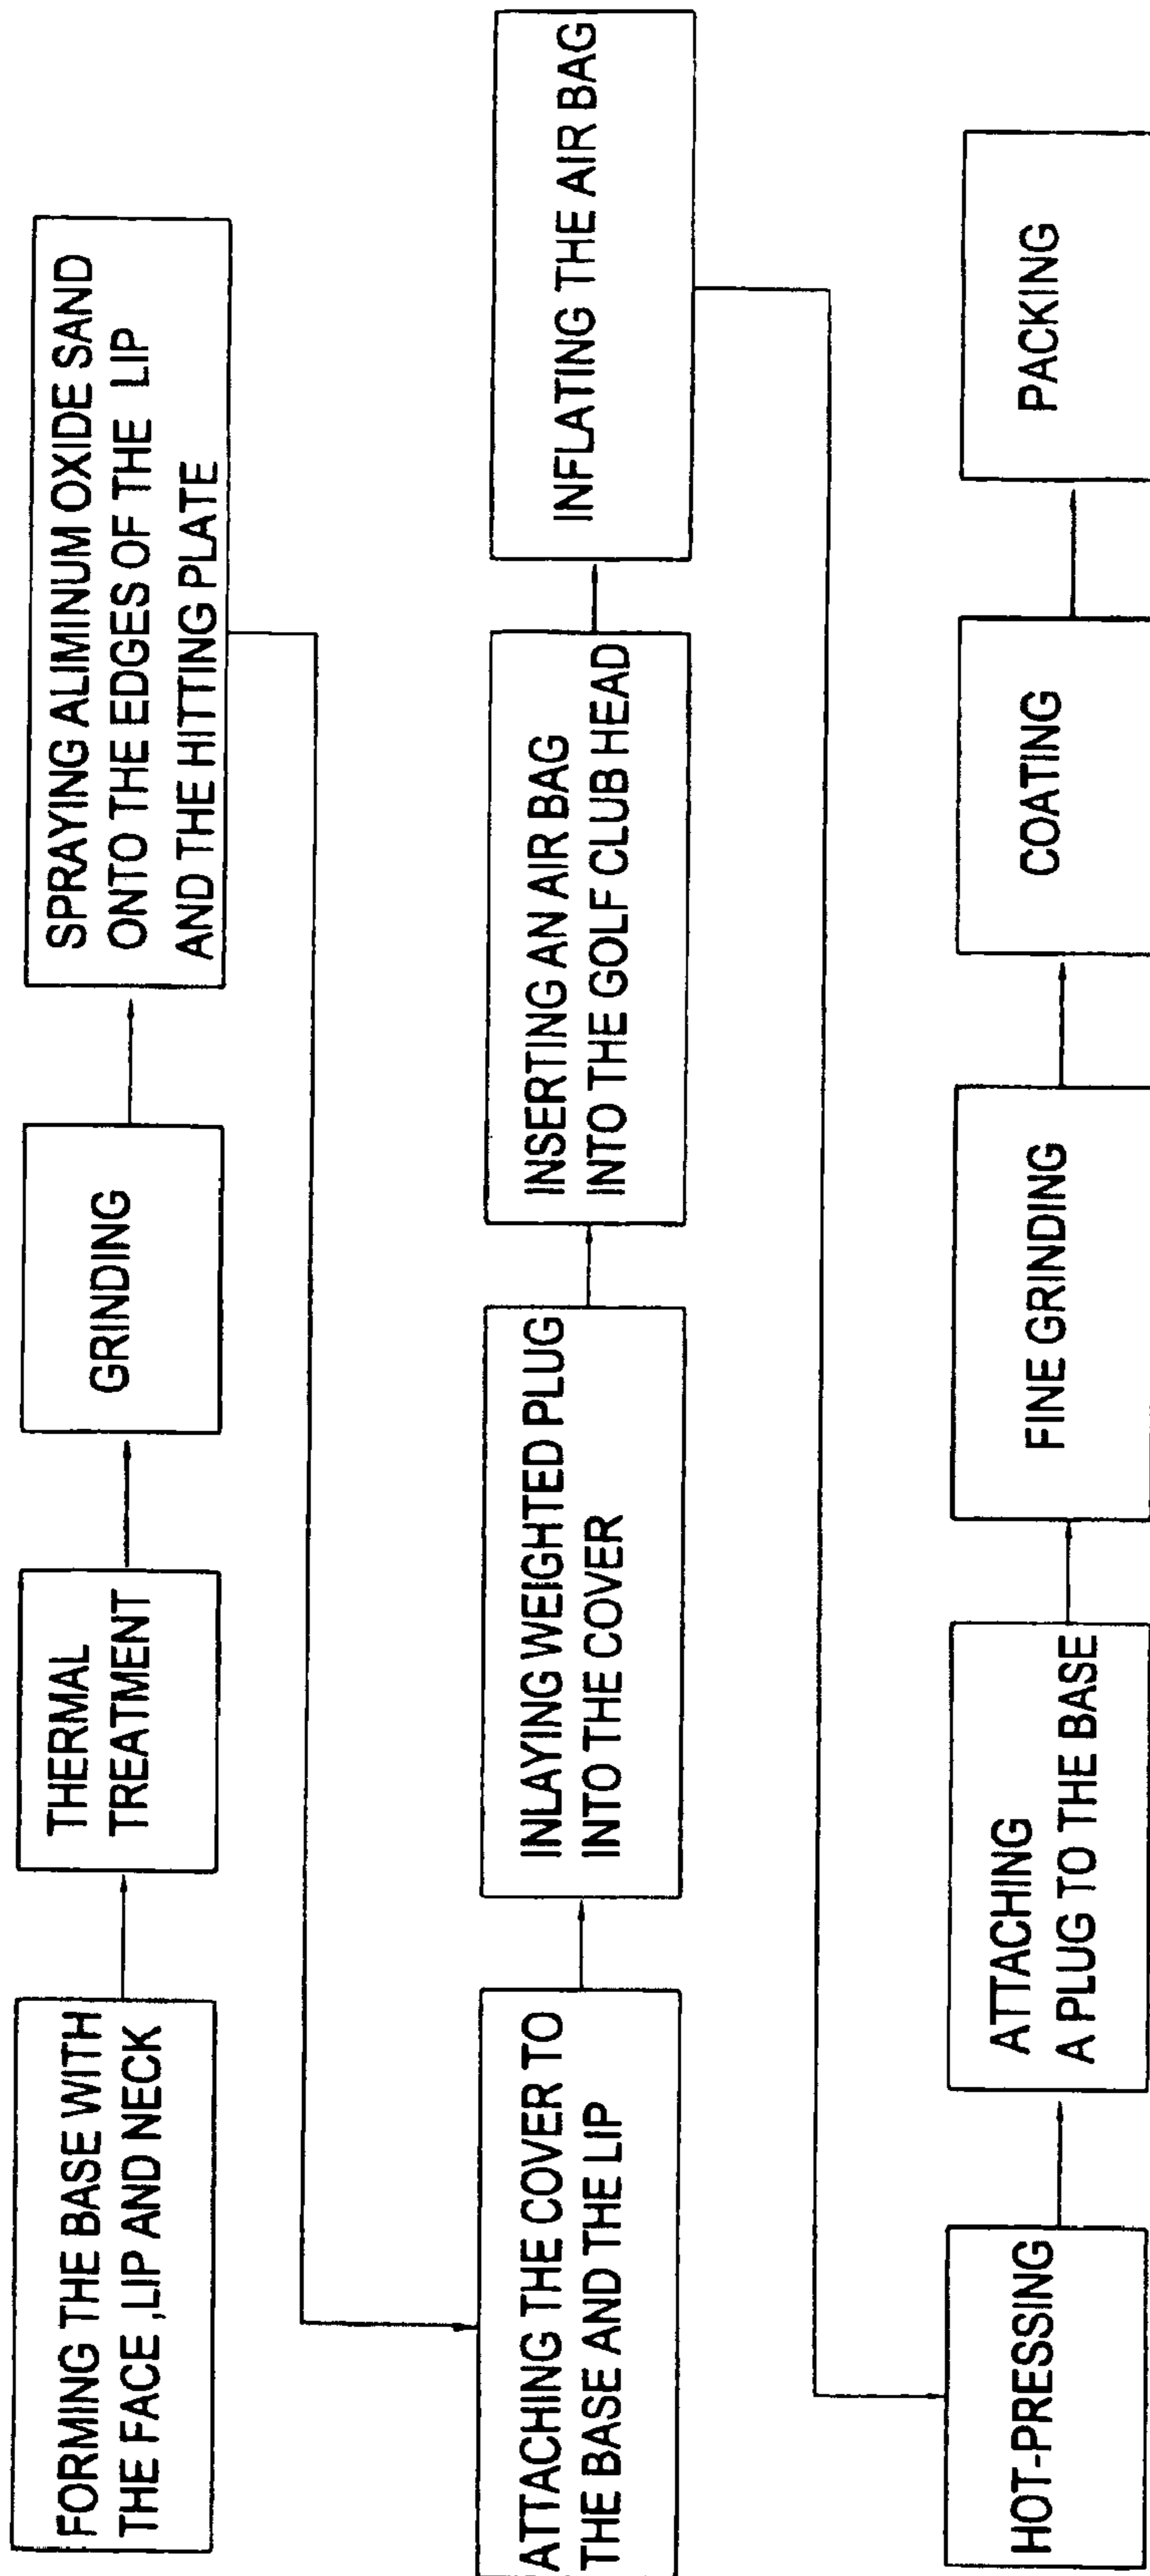 FORMING THE BASE WITH
THE FACE ,LIP AND NECK
THERMAL
TREATMENT
GRINDING
SPRAYING ALIMINUM OXIDE SAND
ONTO THE EDGES OF THE LIP
AND THE HITTING PLATE
ATTACHING THE COVER TO
THE BASE AND THE LIP
INLAYING WEIGHTED PLUG
INTO THE COVER
INSERTING AN AIR BAG
INTO THE GOLF CLUB HEAD
INFLATING THE AIR BAG
HOT-PRESSING
ATTACHING
A PLUG TO THE BASE
FINE GRINDING
COATING
PACKING